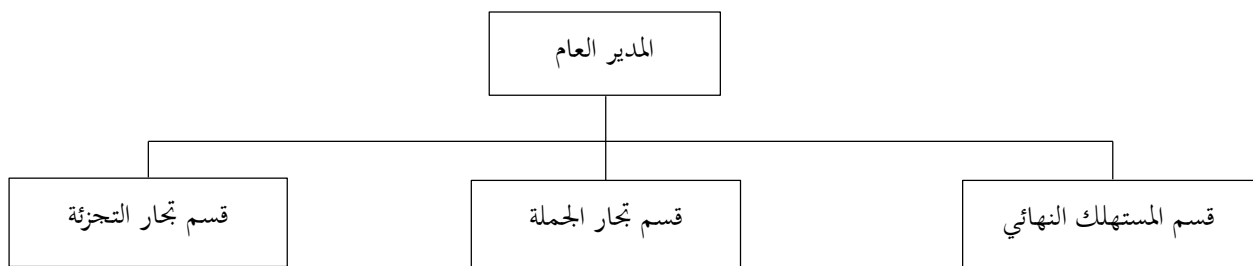 المدير العام
قسم المستهلك النهائي
قسم تجار الجملة
قسم تجار التجزئة